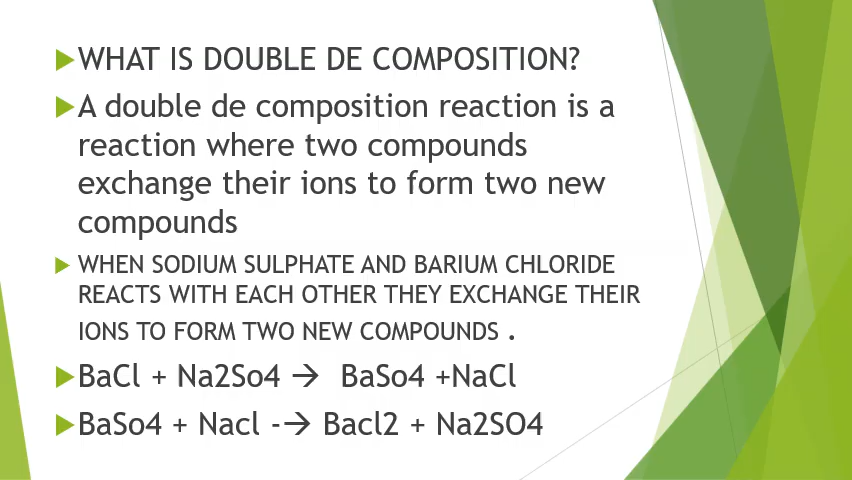 WHAT IS DOUBLE DE COMPOSITION?
A double de composition reaction is a
reaction where two compounds
exchange their ions to form two new
compounds
WHEN SODIUM SULPHATE AND BARIUM CHLORIDE
REACTS WITH EACH OTHER THEY EXCHANGE THEIR
IONS TO FORM TWO NEW COMPOUNDS .
BaCl + Na2So4 → BaSo4 +NaCl
BaSo4 + Nacl -→ Bacl2 + Na2SO4